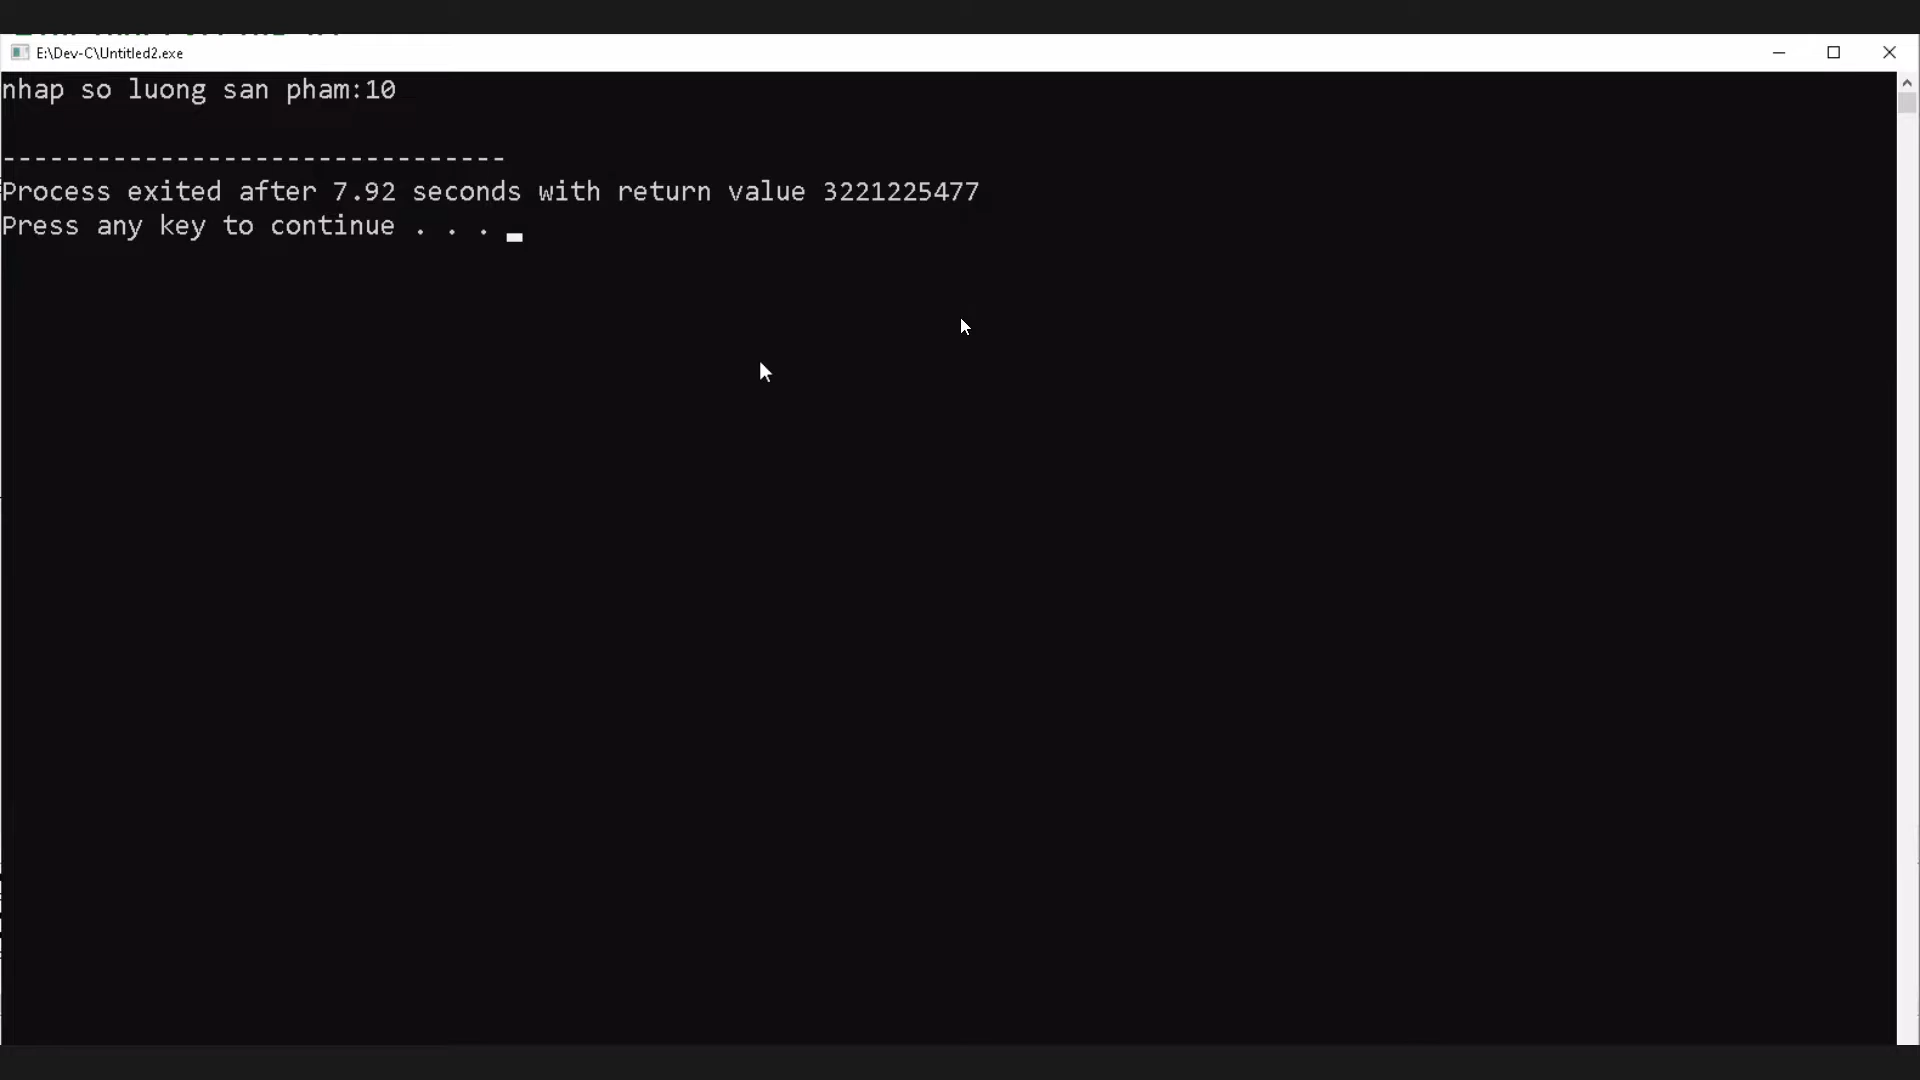 E:\Dev-C\Untitled2.exe
nhap so luong san pham:10
--------------------------------
Process exited after 7.92 seconds with return value 3221225477
Press any key to continue . . .